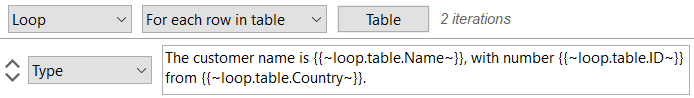 Loop For each row in table Table 2 iterations
Type The customer name is {{~loop.table.Name~}}, with number {{~loop.table.ID~}}
from {{~loop.table.Country~}}.